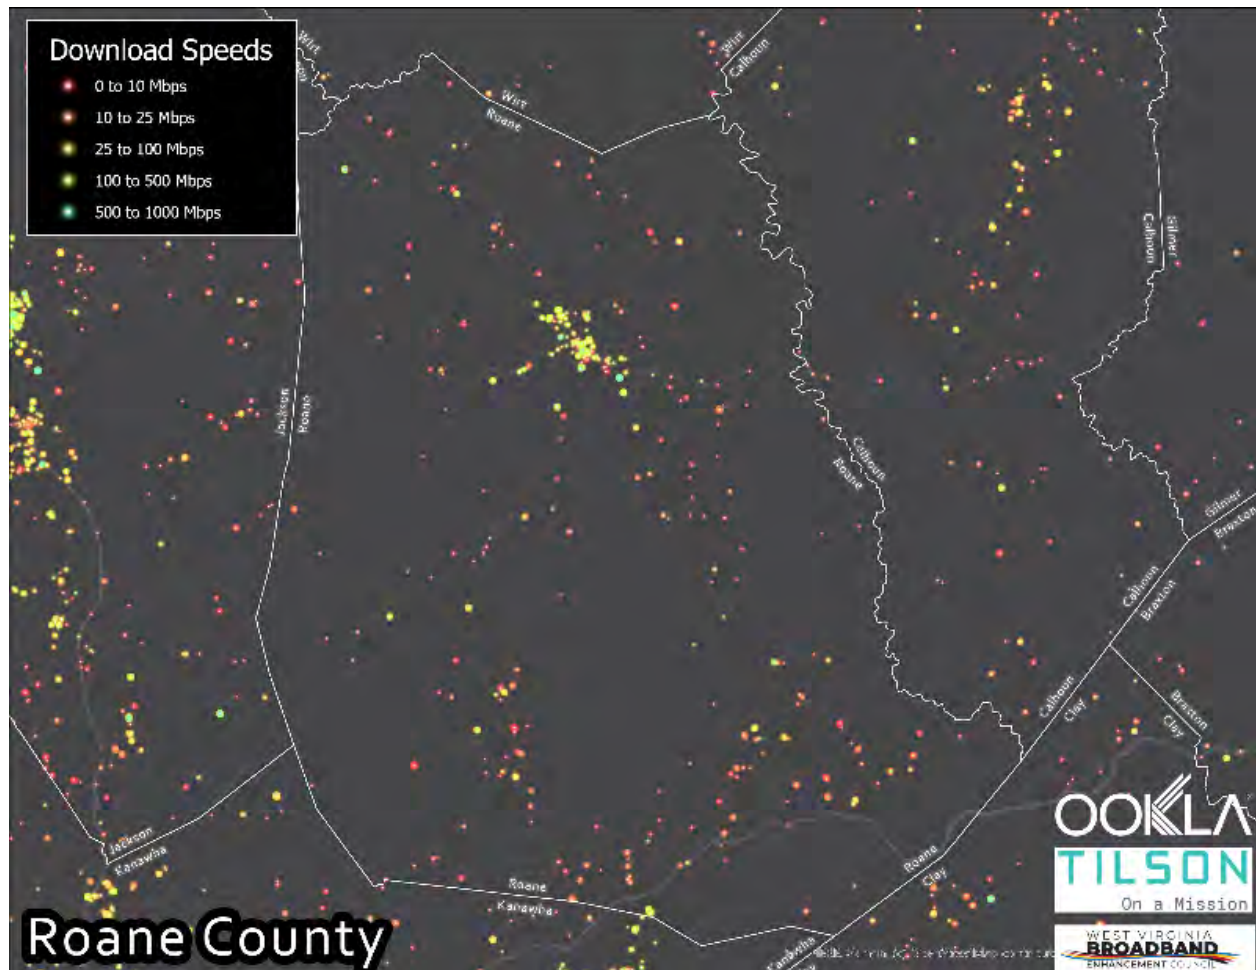 Download Speeds
0 to 10 Mbps
10 to 25 Mbps
25 to 100 Mbps
100 to 500 Mbps
500 to 1000 Mbps
Wirt
Wirt
Roane
Wirt
Calhoun
Gilmer
Calhoun
Jackson
Roane
Calhoun
Roane
Gilmer
Braxton
Calhoun
Braxton
Calhoun
Clay
Braxton
Clay
Jackson
Kanawha
Roane
Kanawha
Roane
Clay
Kanawha
Roane County
OOKLA
TILSON
On a Mission
WEST VIRGINIA
BROADBAND
ENHANCEMENT COUNCIL